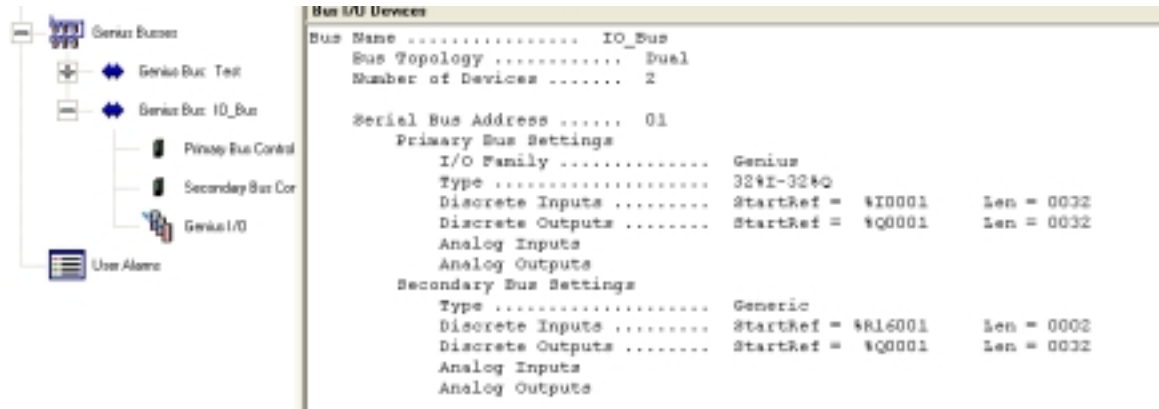 Genius Busses
Genius Bus: Test
Genius Bus: IO_Bus
Primary Bus Control
Secondary Bus Cor
Genius I/O
User Alarms
Bus I/O Devices
Bus Name ................ IO_Bus
Bus Topology ............ Dual
Number of Devices ....... 2
Serial Bus Address ...... 01
Primary Bus Settings
I/O Family .............. Genius
Type .................... 32%I-32%Q
Discrete Inputs ......... StartRef = %I0001 Len = 0032
Discrete Outputs ........ StartRef = %Q0001 Len = 0032
Analog Inputs
Analog Outputs
Secondary Bus Settings
Type .................... Generic
Discrete Inputs ......... StartRef = %R16001 Len = 0002
Discrete Outputs ........ StartRef = %Q0001 Len = 0032
Analog Inputs
Analog Outputs